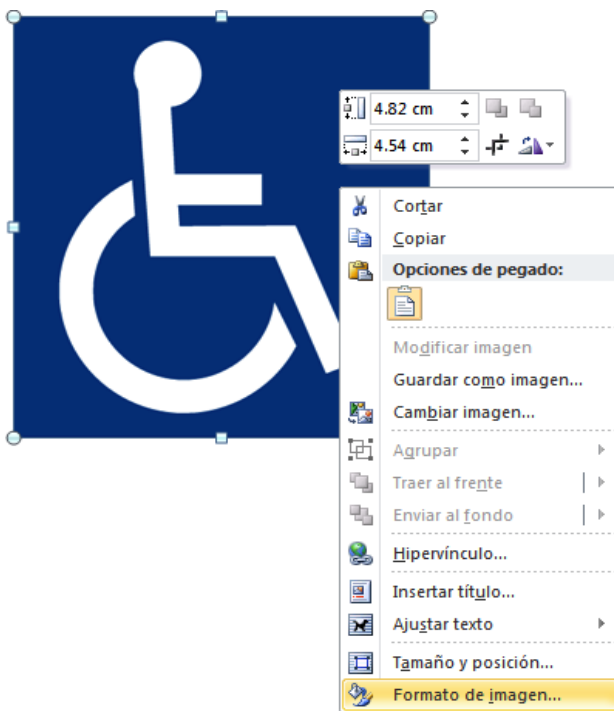 4.82 cm
4.54 cm
Cortar
Copiar
Opciones de pegado:
Modificar imagen
Guardar como imagen...
Cambiar imagen...
Agrupar
Traer al frente
Enviar al fondo
Hipervínculo...
Insertar título...
Ajustar texto
Tamaño y posición...
Formato de imagen...